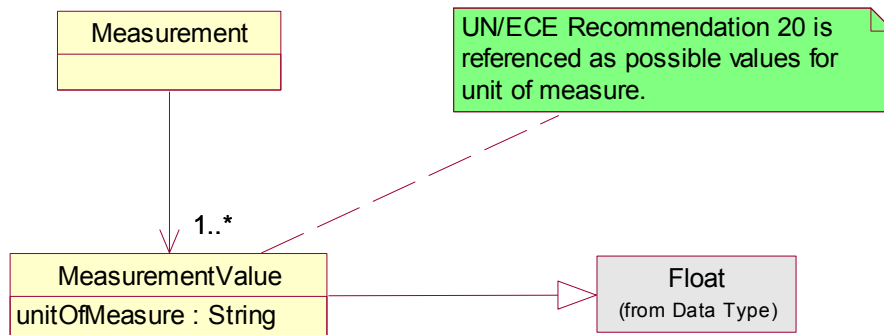 Measurement
UN/ECE Recommendation 20 is
referenced as possible values for
unit of measure.
1..*
MeasurementValue
unitOfMeasure : String
Float
(from Data Type)